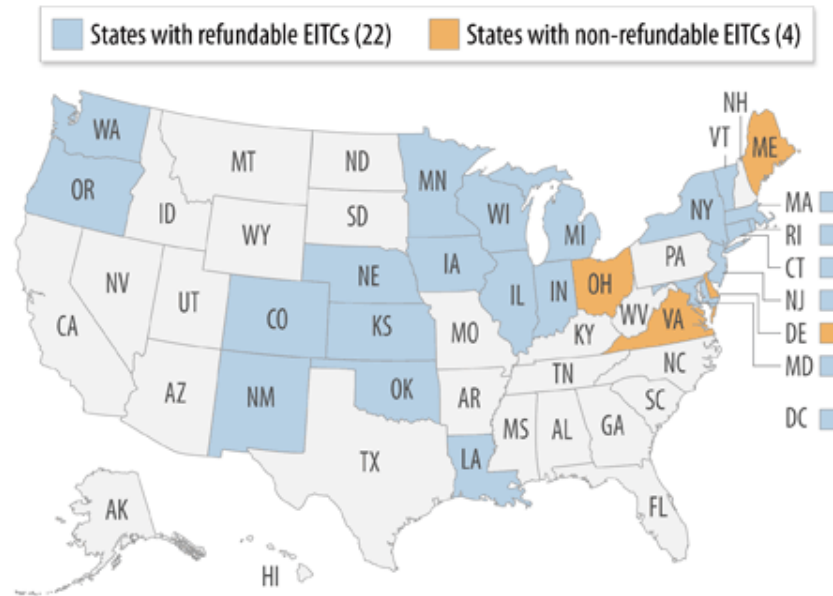 States with refundable EITCs (22) States with non-refundable EITCs (4)
NH
VT
ME
WA
MT
ND
MN
OR
ID
SD
WI
NY
MA
WY
MI
RI
IA
PA
CT
NE
NV
OH
NJ
IL
IN
UT
CO
WV
VA
DE
CA
KS
MO
KY
MD
NC
TN
AZ
NM
OK
AR
SC
DC
MS
AL
GA
TX
LA
AK
FL
HI